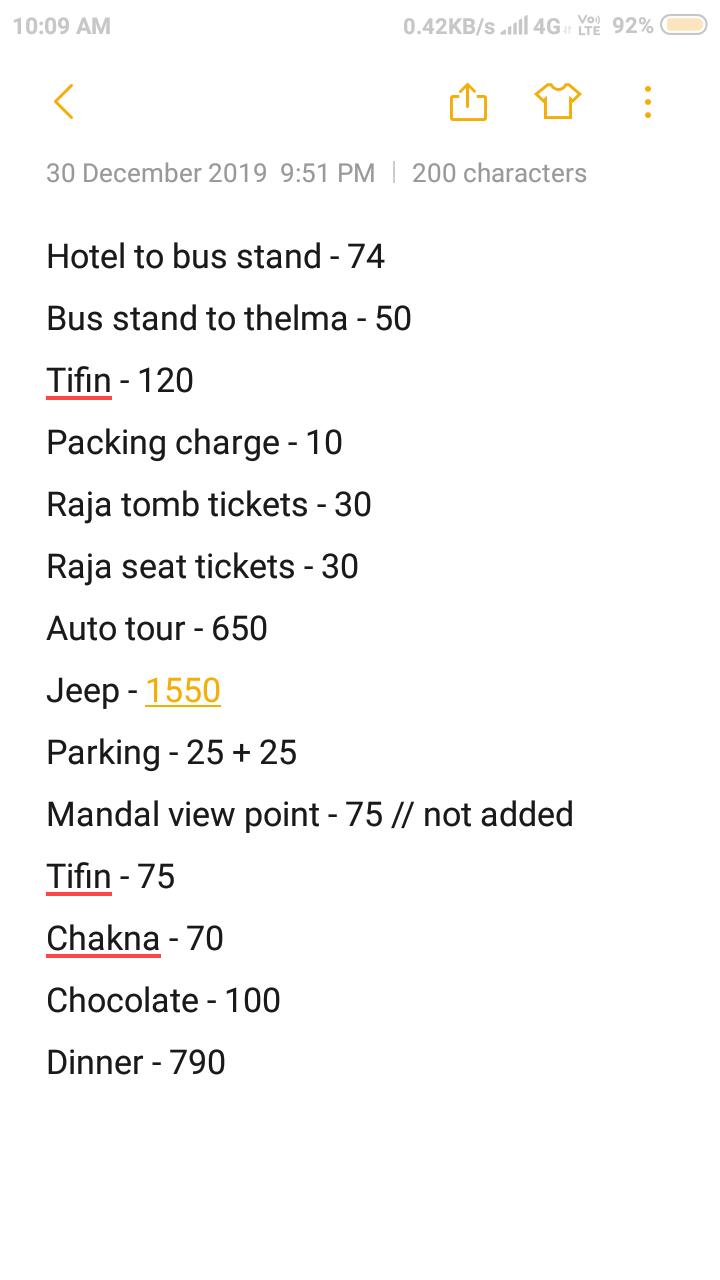 10:09 AM 0.42KB/s 4G VoLTE 92%
30 December 2019 9:51 PM | 200 characters
Hotel to bus stand - 74
Bus stand to thelma - 50
Tifin - 120
Packing charge - 10
Raja tomb tickets - 30
Raja seat tickets - 30
Auto tour - 650
Jeep - 1550
Parking - 25 + 25
Mandal view point - 75 // not added
Tifin - 75
Chakna - 70
Chocolate - 100
Dinner - 790